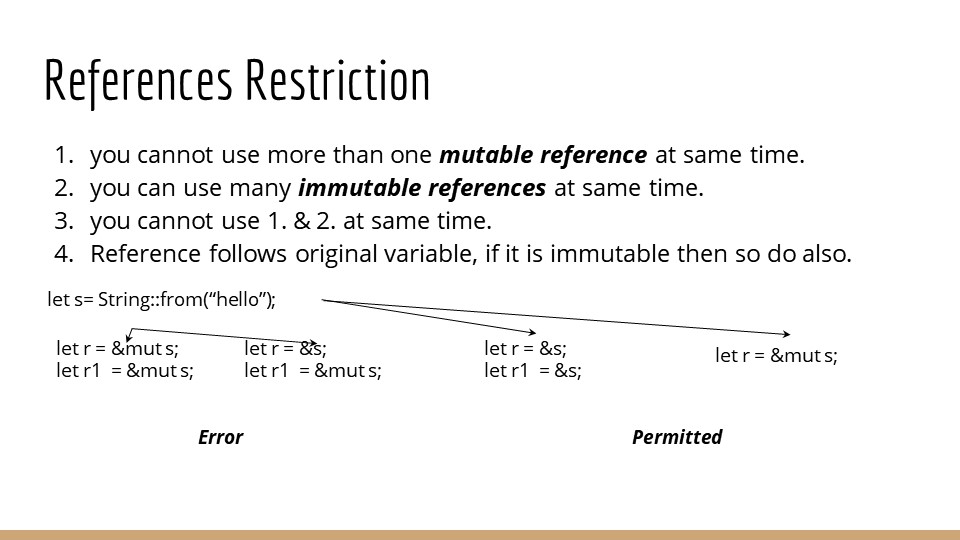 References Restriction
1. you cannot use more than one mutable reference at same time.
2. you can use many immutable references at same time.
3. you cannot use 1. & 2. at same time.
4. Reference follows original variable, if it is immutable then so do also.
let s= String::from(“hello”);
let r = &mut s;
let r1 = &mut s;
let r = &s;
let r1 = &mut s;
let r = &s;
let r1 = &s;
let r = &mut s;
Error
Permitted